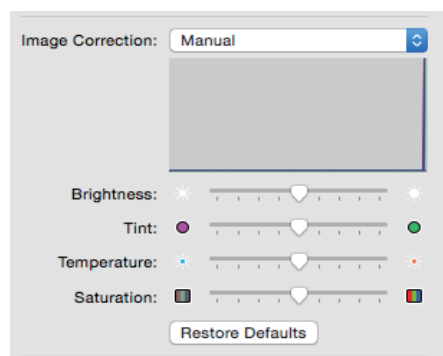 Image Correction: Manual
Brightness:
Tint:
Temperature:
Saturation:
Restore Defaults